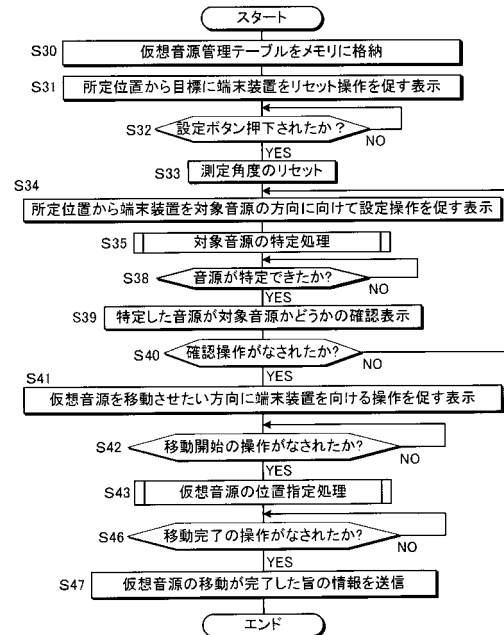 スタート
S30
仮想音源管理テーブルをメモリに格納
S31
所定位置から目標に端末装置をリセット操作を促す表示
S32
設定ボタン押下されたか?
NO
YES
S33
測定角度のリセット
S34
所定位置から端末装置を対象音源の方向に向けて設定操作を促す表示
S35
対象音源の特定処理
S38
音源が特定できたか?
NO
YES
S39
特定した音源が対象音源かどうかの確認表示
S40
確認操作がなされたか?
NO
YES
S41
仮想音源を移動させたい方向に端末装置を向ける操作を促す表示
S42
移動開始の操作がなされたか?
NO
YES
S43
仮想音源の位置指定処理
S46
移動完了の操作がなされたか?
NO
YES
S47
仮想音源の移動が完了した旨の情報を送信
エンド